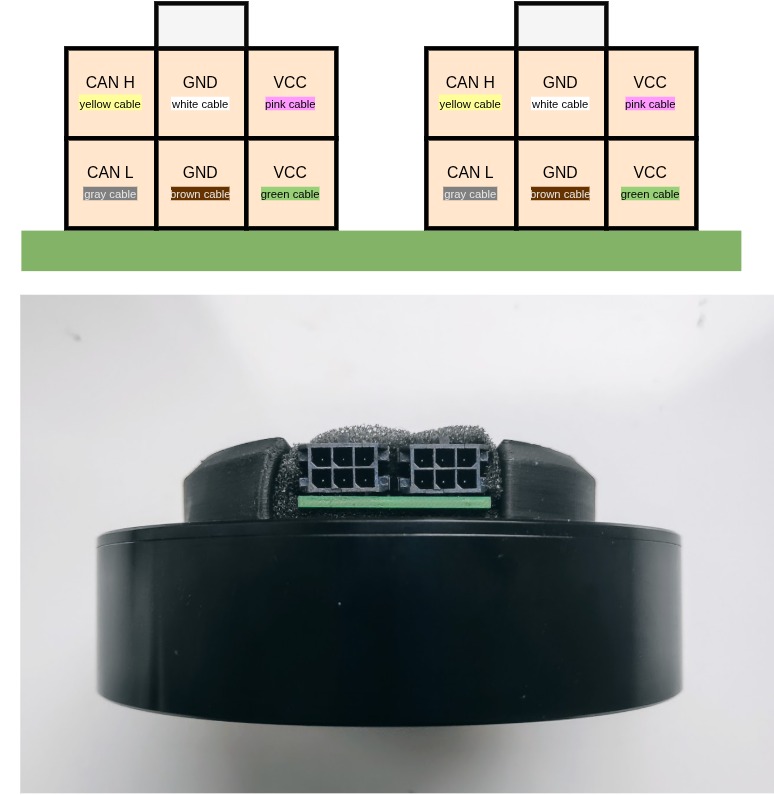 CAN H GND VCC CAN H GND VCC
yellow cable white cable pink cable yellow cable white cable pink cable
CAN L GND VCC CAN L GND VCC
gray cable brown cable green cable gray cable brown cable green cable